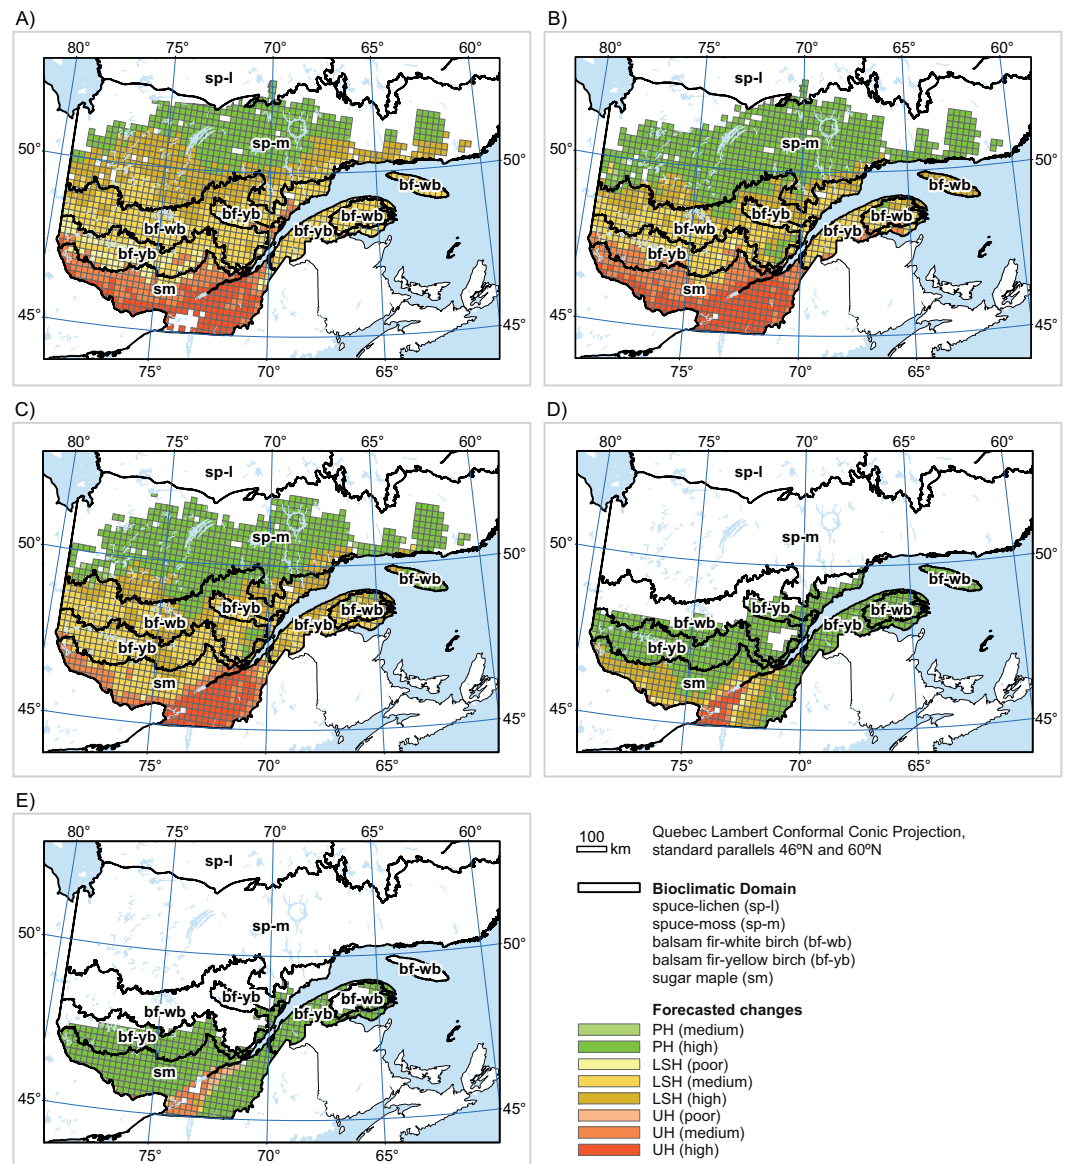 A)
80° 75° 70° 65° 60°
sp-l
50° sp-m 50°
bf-wb
bf-yb bf-wb
bf-wb bf-yb
bf-yb
sm
45° 45°
75° 70° 65°
B)
80° 75° 70° 65° 60°
sp-l
50° sp-m 50°
bf-wb
bf-yb bf-wb
bf-wb bf-yb
bf-yb
sm
45° 45°
75° 70° 65°
C)
80° 75° 70° 65° 60°
sp-l
50° sp-m 50°
bf-wb
bf-yb bf-wb
bf-wb bf-yb
bf-yb
sm
45° 45°
75° 70° 65°
D)
80° 75° 70° 65° 60°
sp-l
50° sp-m 50°
bf-wb
bf-yb bf-wb
bf-wb bf-yb
bf-yb
sm
45° 45°
75° 70° 65°
E)
80° 75° 70° 65° 60°
sp-l
50° sp-m 50°
bf-wb
bf-yb bf-wb
bf-wb bf-yb
bf-yb
sm
45° 45°
75° 70° 65°
100
km
Quebec Lambert Conformal Conic Projection,
standard parallels 46ºN and 60ºN
Bioclimatic Domain
spuce-lichen (sp-l)
spuce-moss (sp-m)
balsam fir-white birch (bf-wb)
balsam fir-yellow birch (bf-yb)
sugar maple (sm)
Forecasted changes
PH (medium)
PH (high)
LSH (poor)
LSH (medium)
LSH (high)
UH (poor)
UH (medium)
UH (high)